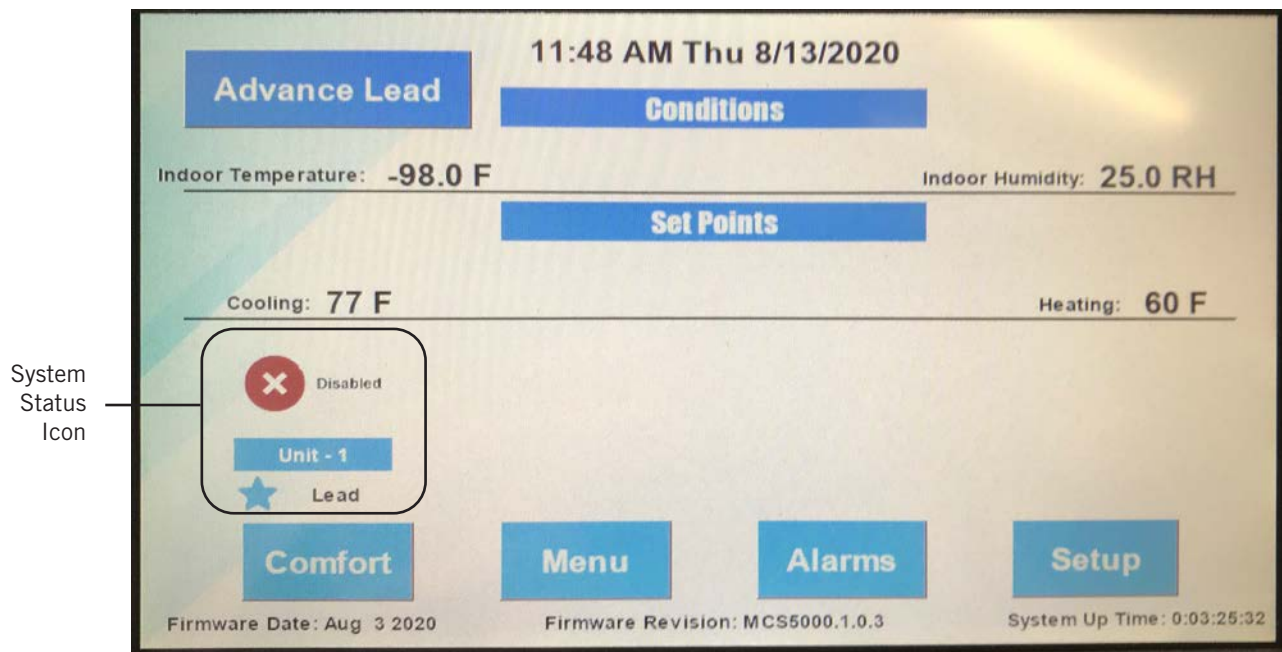 11:48 AM Thu 8/13/2020
Advance Lead
Conditions
Indoor Temperature: -98.0 F
Indoor Humidity: 25.0 RH
Set Points
Cooling: 77 F
Heating: 60 F
System
Status
Icon
Disabled
Unit - 1
Lead
Comfort
Menu
Alarms
Setup
Firmware Date: Aug 3 2020
Firmware Revision: MCS5000.1.0.3
System Up Time: 0:03:25:32